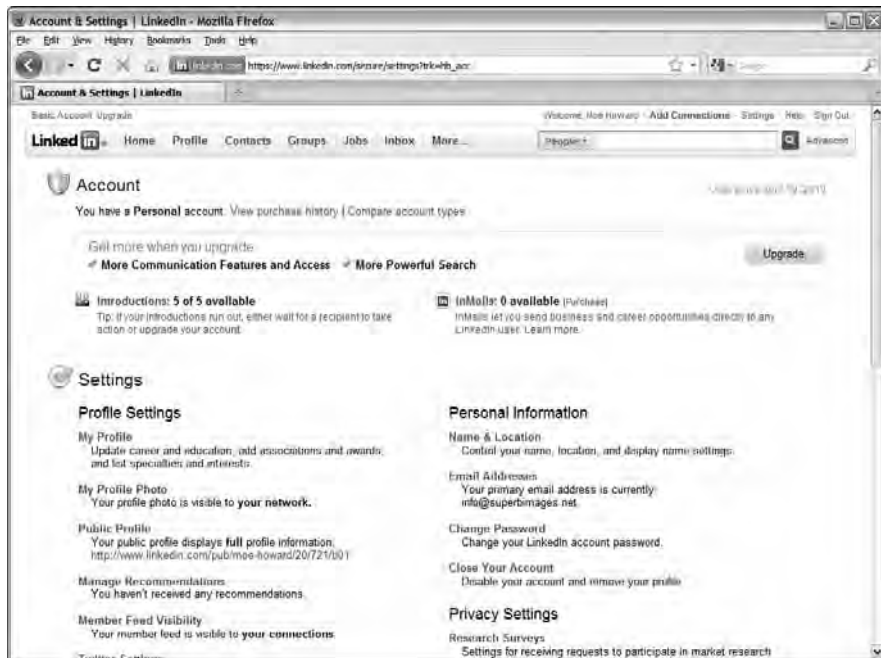 Account & Settings | LinkedIn - Mozilla Firefox
File Edit View History Bookmarks Tools Help
https://www.linkedin.com/secure/settings?trk=hb_acc
Account & Settings | LinkedIn
Basic Account Upgrade
Welcome, Moe Howard Add Connections Settings Help Sign Out
Linked in Home Profile Contacts Groups Jobs Inbox More...
People
Advanced
Account
You have a Personal account. View purchase history | Compare account types
Get more when you upgrade
More Communication Features and Access More Powerful Search
Upgrade
Introductions: 5 of 5 available
Tip: If your introductions run out, either wait for a recipient to take
action or upgrade your account.
InMails: 0 available (Purchase)
InMails let you send business and career opportunities directly to any
LinkedIn user. Learn more.
Settings
Profile Settings
My Profile
Update career and education, add associations and awards,
and list specialties and interests.
My Profile Photo
Your profile photo is visible to your network.
Public Profile
Your public profile displays full profile information.
http://www.linkedin.com/pub/moe-howard/20/721/b01
Manage Recommendations
You haven't received any recommendations.
Member Feed Visibility
Your member feed is visible to your connections.
Twitter Settings
Personal Information
Name & Location
Control your name, location, and display name settings.
Email Addresses
Your primary email address is currently:
info@superbimages.net
Change Password
Change your LinkedIn account password.
Close Your Account
Disable your account and remove your profile
Privacy Settings
Research Surveys
Settings for receiving requests to participate in market research